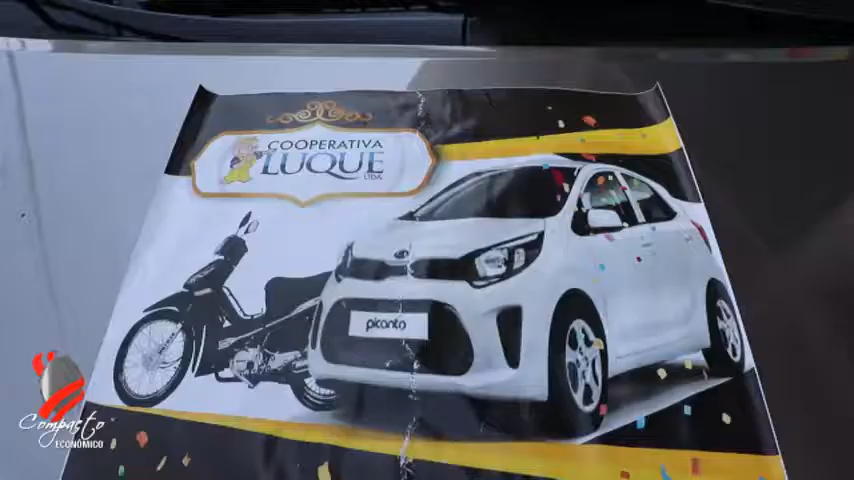 COOPERATIVA
LUQUE
LTDA.
picanto
Compacto
ECONÓMICO